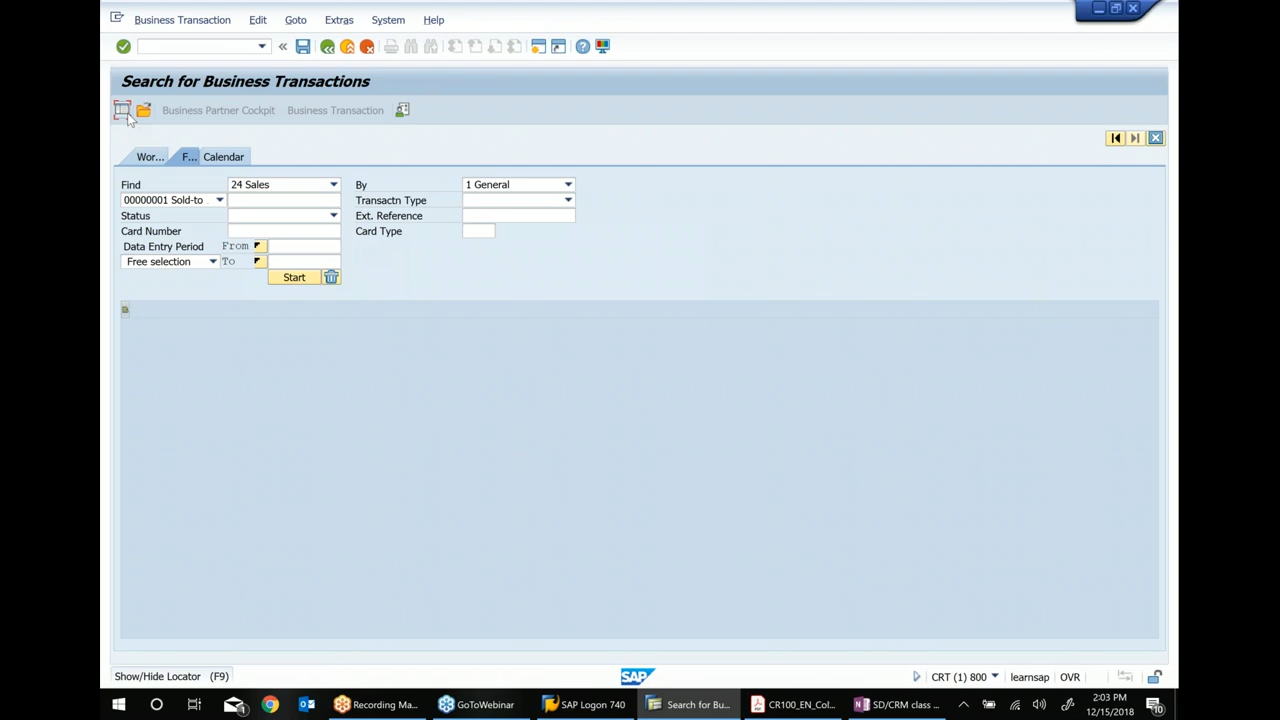 Business Transaction Edit Goto Extras System Help
Search for Business Transactions
Business Partner Cockpit Business Transaction
Wor... F... Calendar
Find 24 Sales By 1 General
00000001 Sold-to Transactn Type
Status Ext. Reference
Card Number Card Type
Data Entry Period From
Free selection To
Start
Show/Hide Locator (F9) SAP CRT (1) 800 learnsap OVR
Recording Ma... GoToWebinar SAP Logon 740 Search for Bu... CR100_EN_Col... SD/CRM class ... 2:03 PM
12/15/2018 10